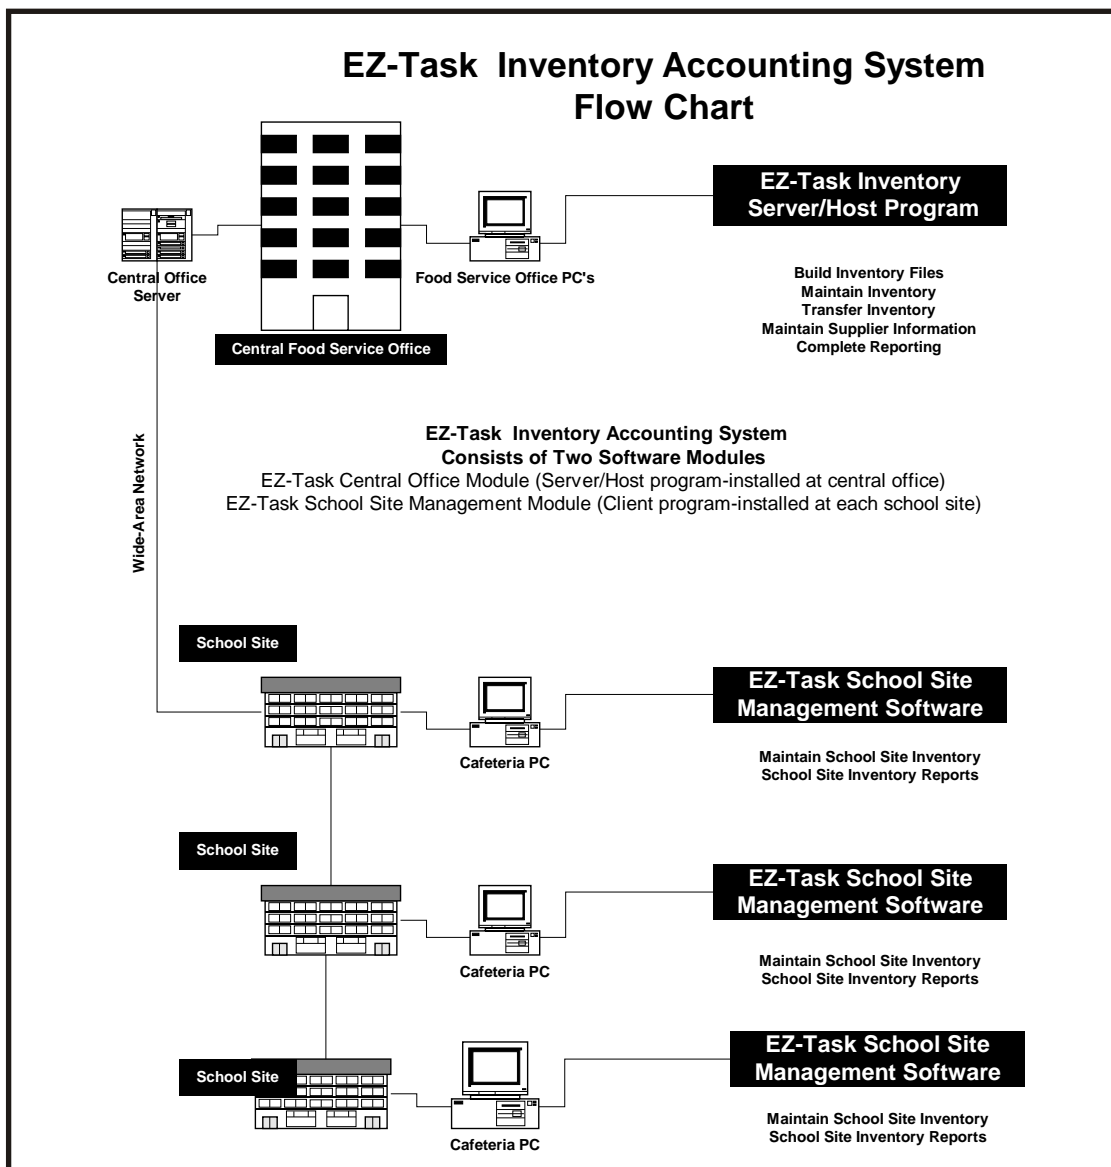 EZ-Task Inventory Accounting System
Flow Chart
EZ-Task Inventory
Server/Host Program
Central Office
Server
Food Service Office PC's
Build Inventory Files
Maintain Inventory
Transfer Inventory
Maintain Supplier Information
Complete Reporting
Central Food Service Office
Wide-Area Network
EZ-Task Inventory Accounting System
Consists of Two Software Modules
EZ-Task Central Office Module (Server/Host program-installed at central office)
EZ-Task School Site Management Module (Client program-installed at each school site)
School Site
EZ-Task School Site
Management Software
Cafeteria PC
Maintain School Site Inventory
School Site Inventory Reports
School Site
EZ-Task School Site
Management Software
Cafeteria PC
Maintain School Site Inventory
School Site Inventory Reports
School Site
EZ-Task School Site
Management Software
Cafeteria PC
Maintain School Site Inventory
School Site Inventory Reports